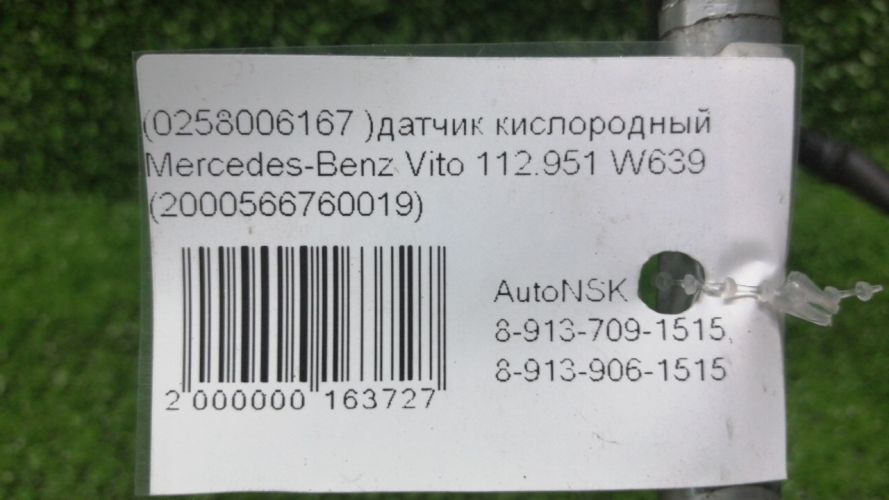 (0258006167 )датчик кислородный
Mercedes-Benz Vito 112.951 W639
(2000566760019)
AutoNSK
8-913-709-1515,
8-913-906-1515
2 000000 163727